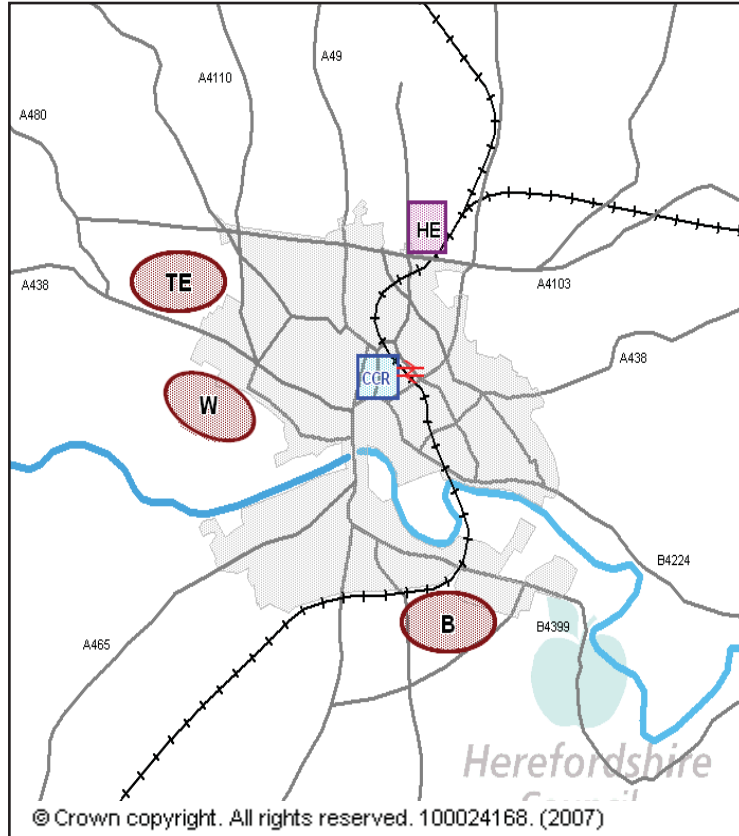 A49
A4110
A480
HE
TE
A438
A4103
A438
CCR
W
B4224
B
B4399
A465
Herefordshire
Council
© Crown copyright. All rights reserved. 100024168. (2007)